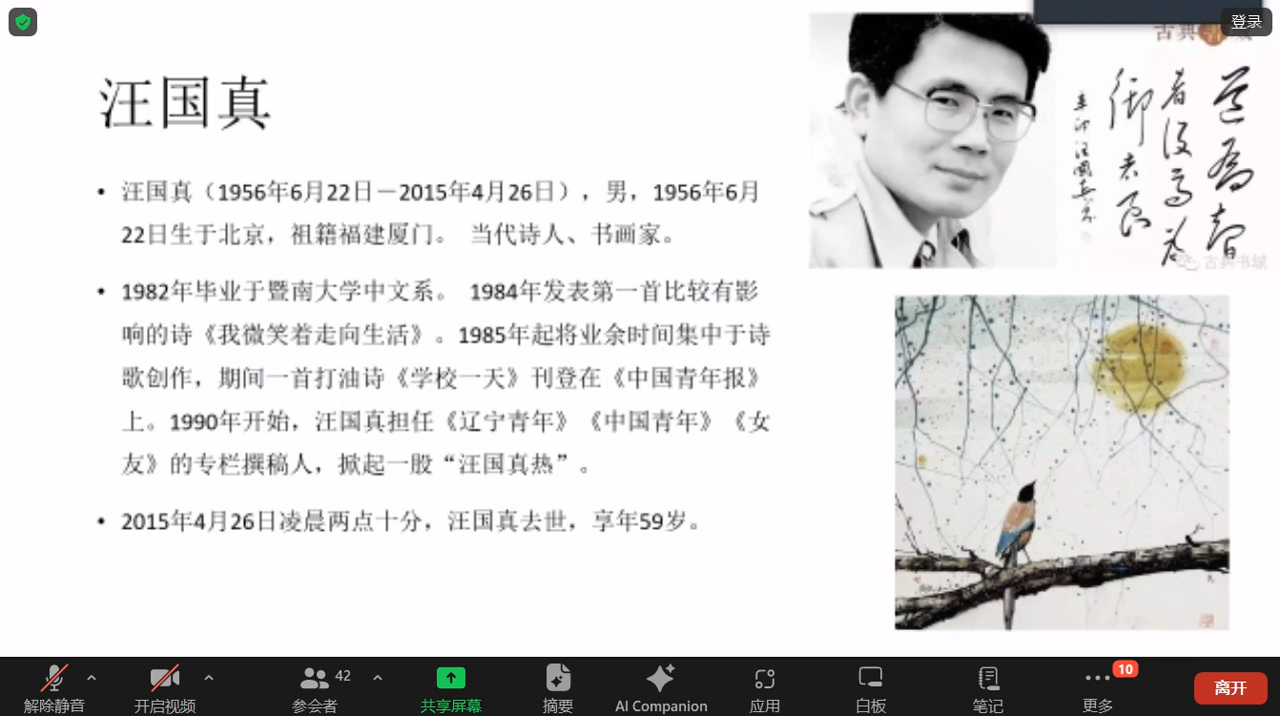 登录
汪国真
• 汪国真（1956年6月22日－2015年4月26日），男，1956年6月
22日生于北京，祖籍福建厦门。 当代诗人、书画家。
• 1982年毕业于暨南大学中文系。 1984年发表第一首比较有影
响的诗《我微笑着走向生活》。1985年起将业余时间集中于诗
歌创作，期间一首打油诗《学校一天》刊登在《中国青年报》
上。1990年开始，汪国真担任《辽宁青年》《中国青年》《女
友》的专栏撰稿人，掀起一股“汪国真热”。
• 2015年4月26日凌晨两点十分，汪国真去世，享年59岁。
古典书城
解除静音
开启视频
42
参会者
共享屏幕
摘要
AI Companion
应用
白板
笔记
10
更多
离开